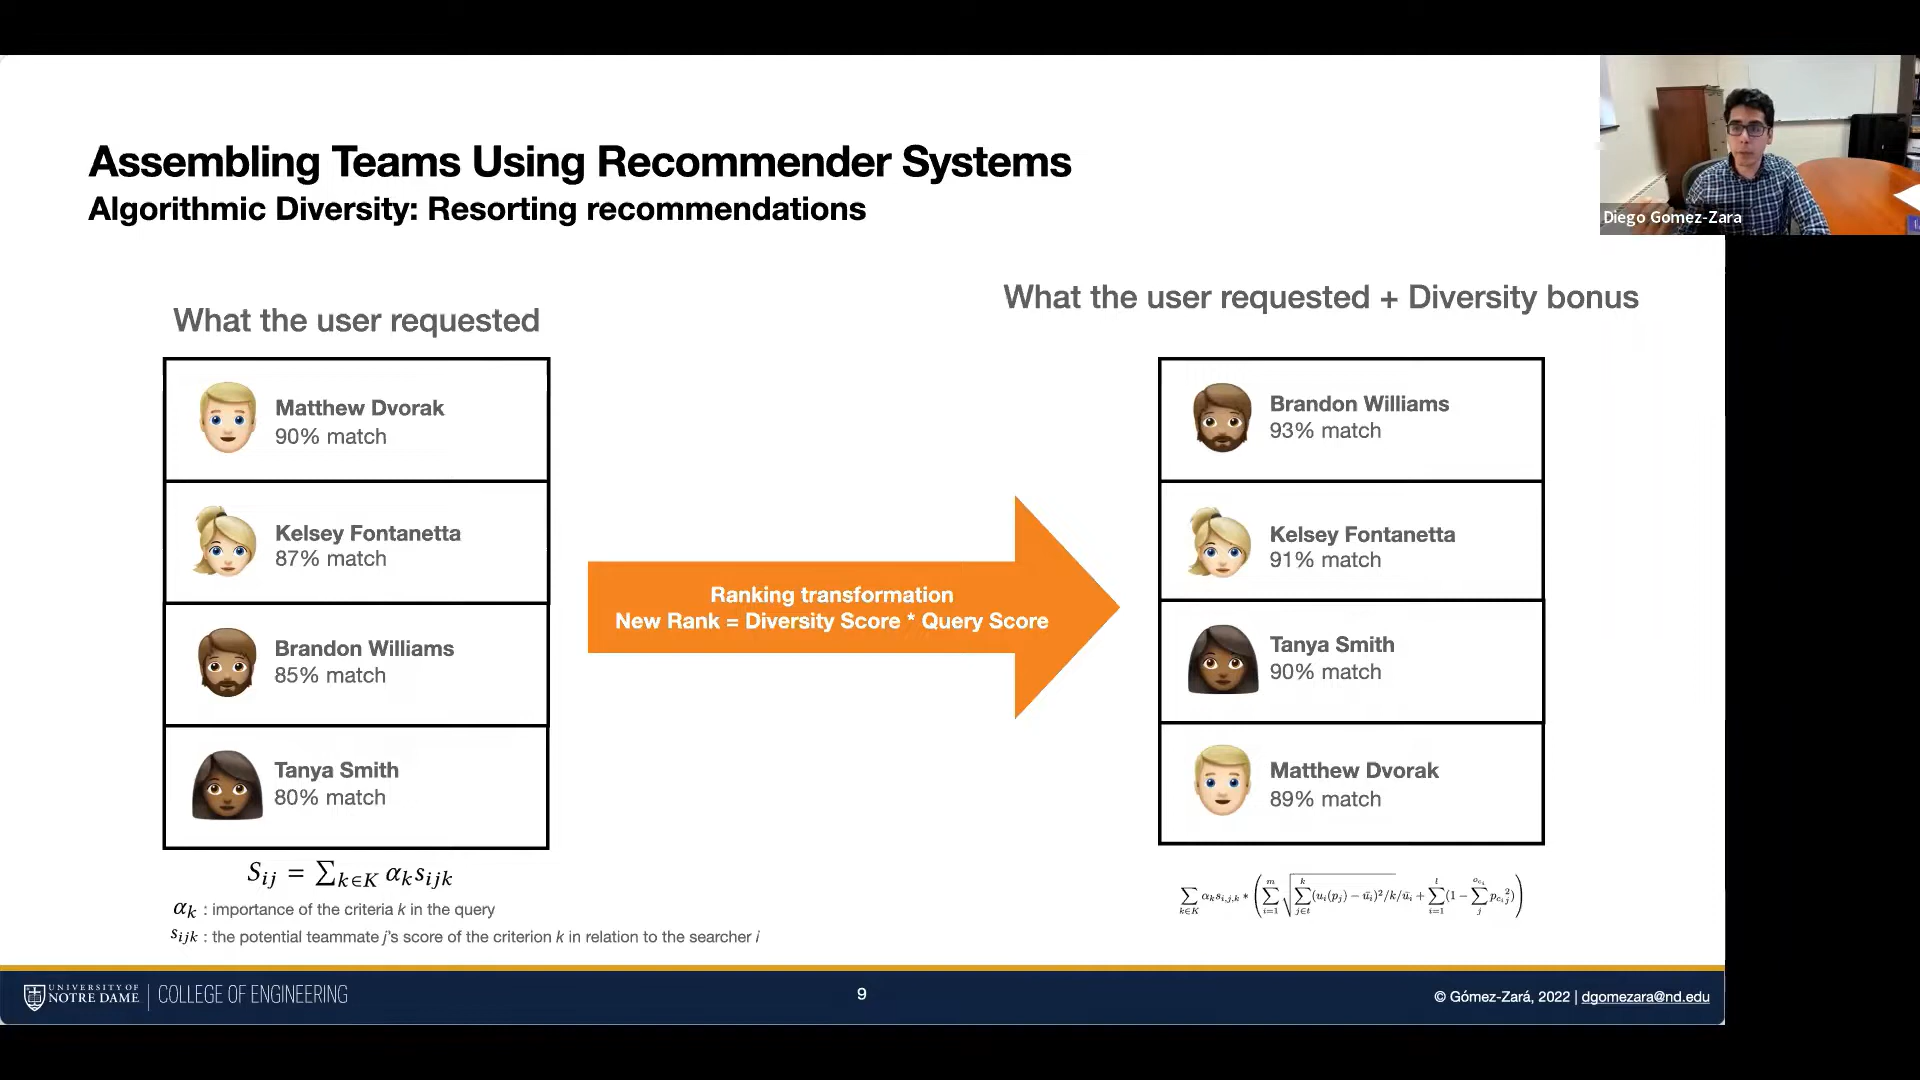 Assembling Teams Using Recommender Systems
Algorithmic Diversity: Resorting recommendations
Diego Gomez-Zara
What the user requested
Matthew Dvorak
90% match
Kelsey Fontanetta
87% match
Brandon Williams
85% match
Tanya Smith
80% match
S_{ij} = ∑_{k∈K} α_k s_{ijk}
α_k : importance of the criteria k in the query
s_{ijk} : the potential teammate j's score of the criterion k in relation to the searcher i
Ranking transformation
New Rank = Diversity Score * Query Score
What the user requested + Diversity bonus
Brandon Williams
93% match
Kelsey Fontanetta
91% match
Tanya Smith
90% match
Matthew Dvorak
89% match
UNIVERSITY OF
NOTRE DAME
COLLEGE OF ENGINEERING
9
© Gómez-Zará, 2022 | dgomezara@nd.edu